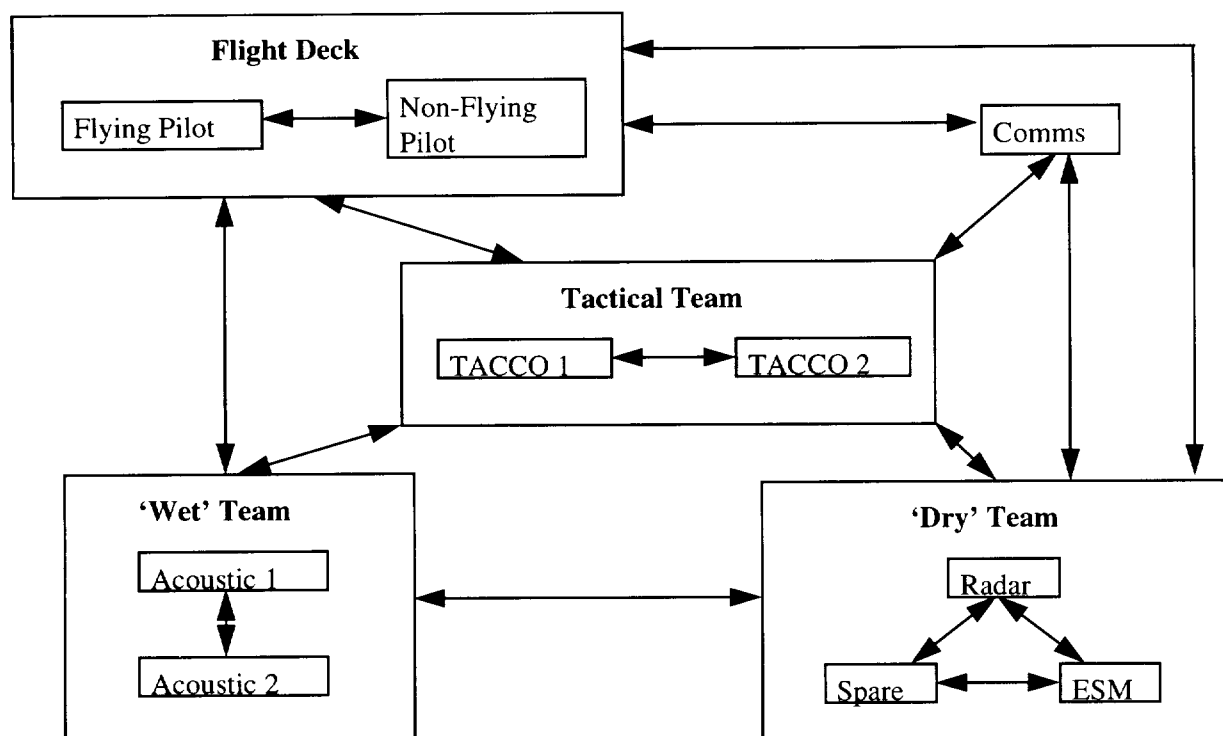 Flight Deck
Flying Pilot
Non-Flying
Pilot
Comms
Tactical Team
TACCO 1
TACCO 2
‘Wet’ Team
Acoustic 1
Acoustic 2
‘Dry’ Team
Radar
Spare
ESM